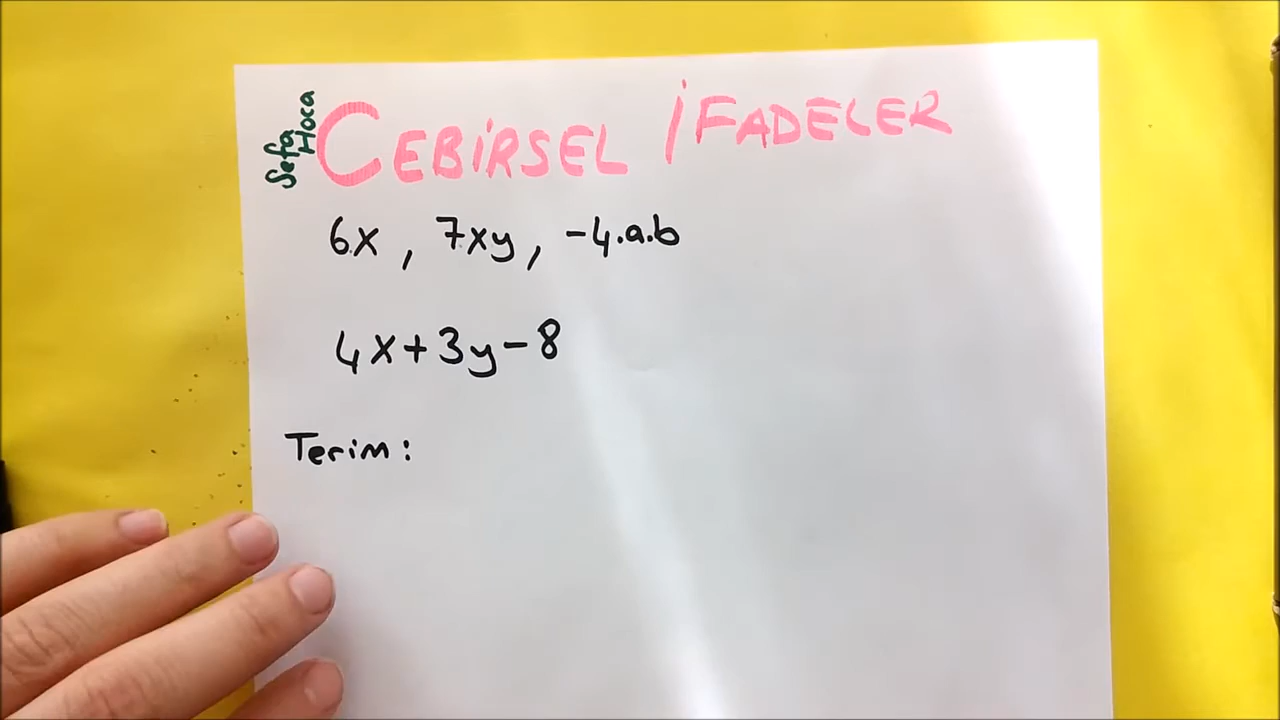 Sefa
Hoca
CEBİRSEL İFADELER
6x , 7xy , -4.a.b
4x+3y-8
Terim: